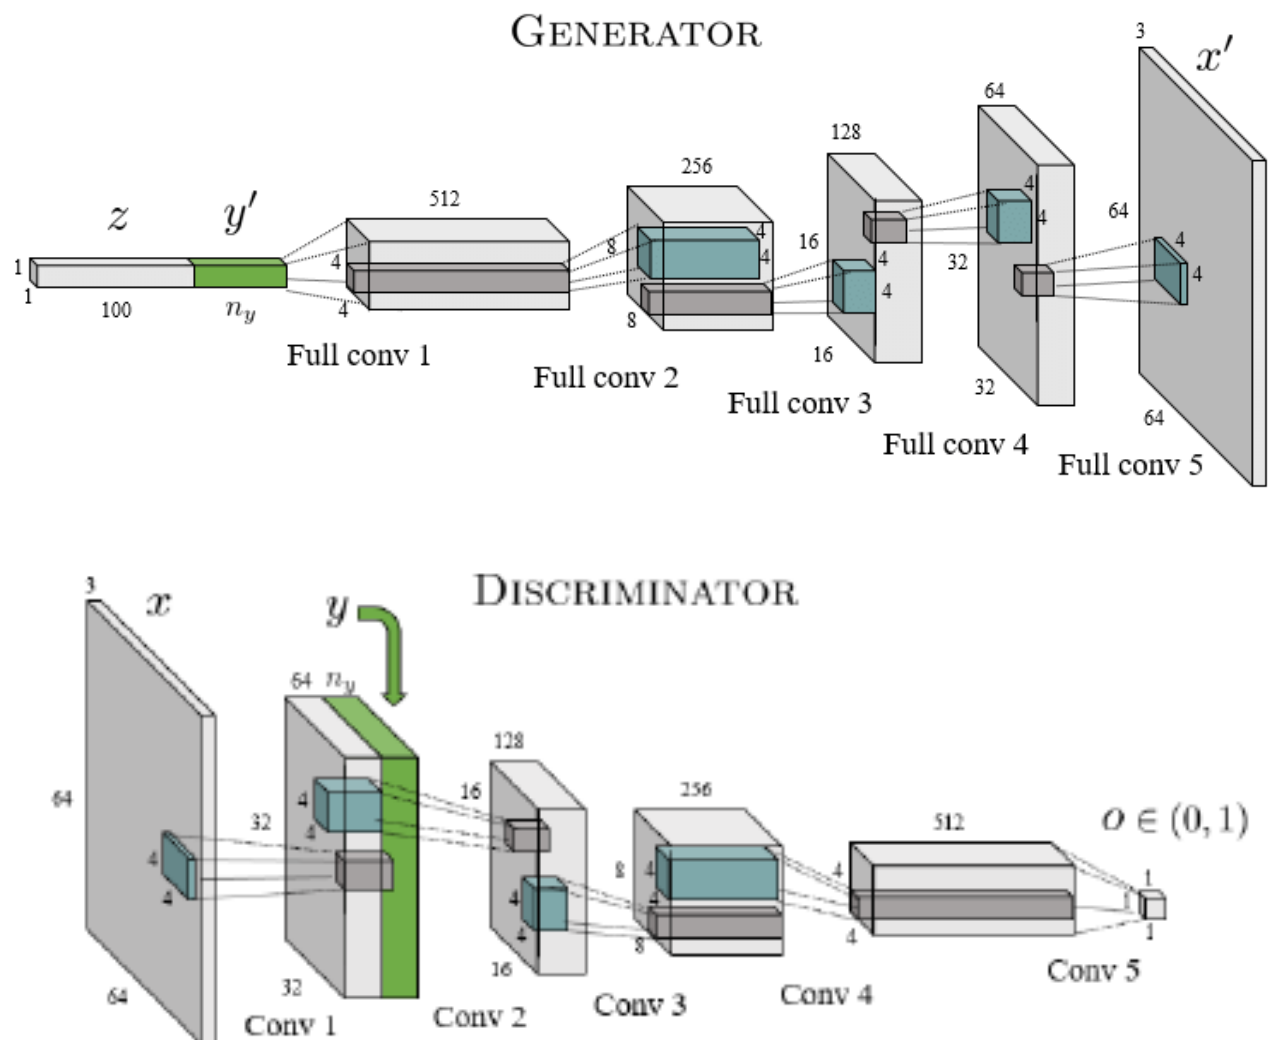 GENERATOR
3
x′
64
128
256
512
z
y′
1
1
100
n_y
4
4
8
8
4
4
16
16
4
4
32
32
4
4
64
64
4
4
Full conv 1
Full conv 2
Full conv 3
Full conv 4
Full conv 5
DISCRIMINATOR
3
x
y
64 n_y
128
256
512
o ∈ (0, 1)
64
64
4
4
32
32
4
4
16
16
4
4
8
8
4
4
4
4
1
1
1
Conv 1
Conv 2
Conv 3
Conv 4
Conv 5